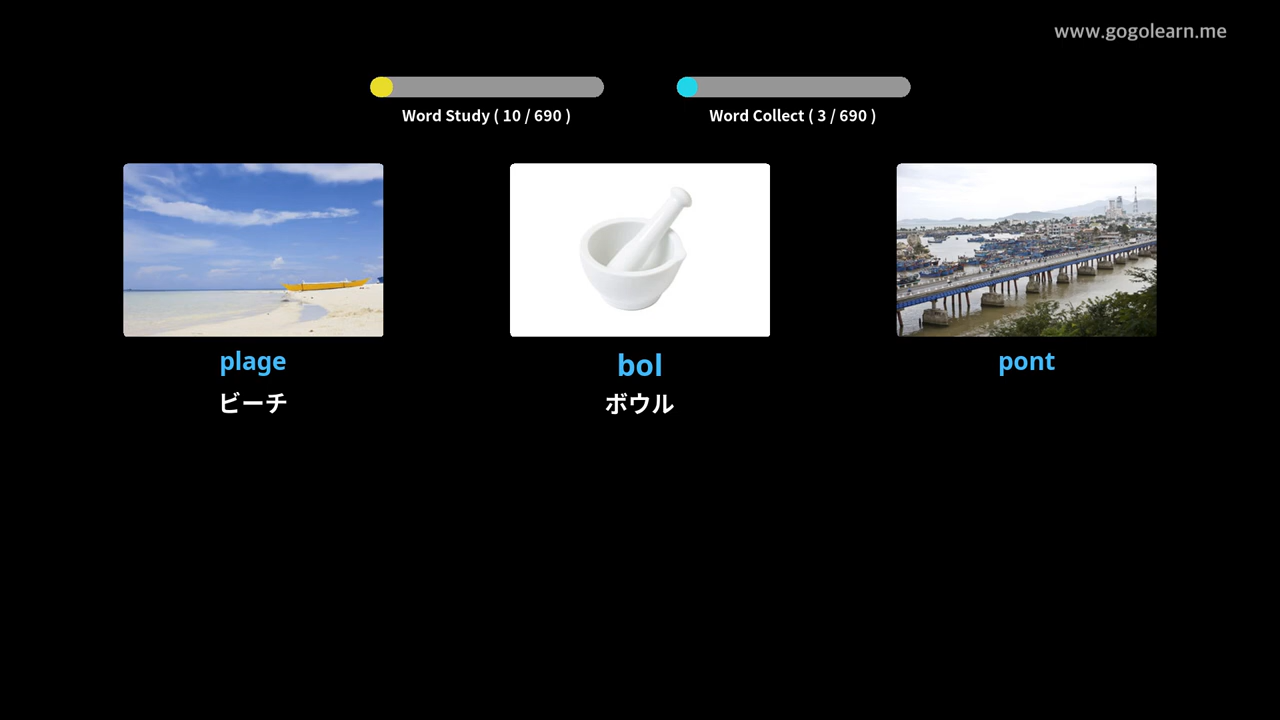 www.gogolearn.me
Word Study ( 10 / 690 )
Word Collect ( 3 / 690 )
plage
ビーチ
bol
ボウル
pont